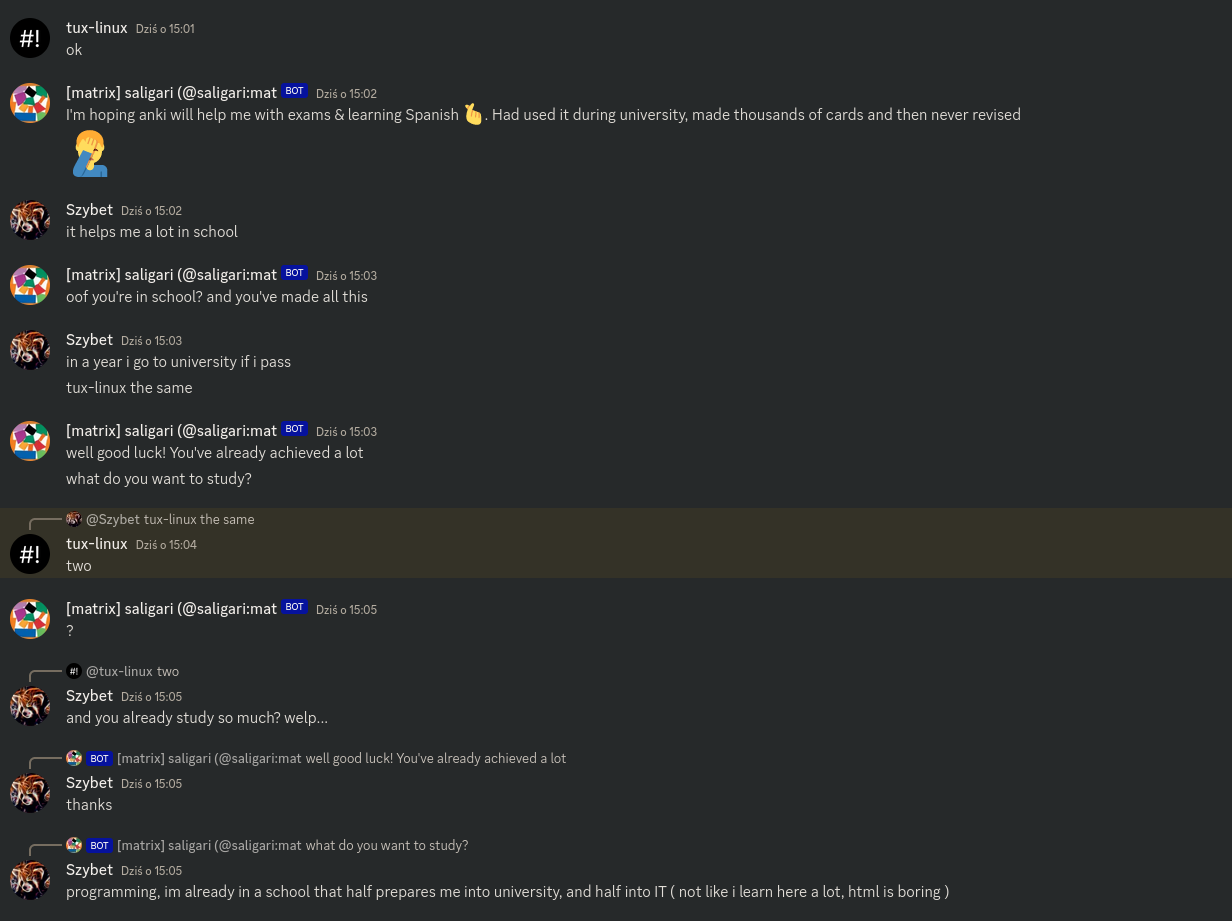 #! tux-linux Dziś o 15:01
ok
[matrix] saligari (@saligari:mat BOT Dziś o 15:02
I'm hoping anki will help me with exams & learning Spanish 🫰. Had used it during university, made thousands of cards and then never revised
🤦‍♂️
Szybet Dziś o 15:02
it helps me a lot in school
[matrix] saligari (@saligari:mat BOT Dziś o 15:03
oof you're in school? and you've made all this
Szybet Dziś o 15:03
in a year i go to university if i pass
tux-linux the same
[matrix] saligari (@saligari:mat BOT Dziś o 15:03
well good luck! You've already achieved a lot
what do you want to study?
@Szybet tux-linux the same
#! tux-linux Dziś o 15:04
two
[matrix] saligari (@saligari:mat BOT Dziś o 15:05
?
#! @tux-linux two
Szybet Dziś o 15:05
and you already study so much? welp...
BOT [matrix] saligari (@saligari:mat well good luck! You've already achieved a lot
Szybet Dziś o 15:05
thanks
BOT [matrix] saligari (@saligari:mat what do you want to study?
Szybet Dziś o 15:05
programming, im already in a school that half prepares me into university, and half into IT ( not like i learn here a lot, html is boring )